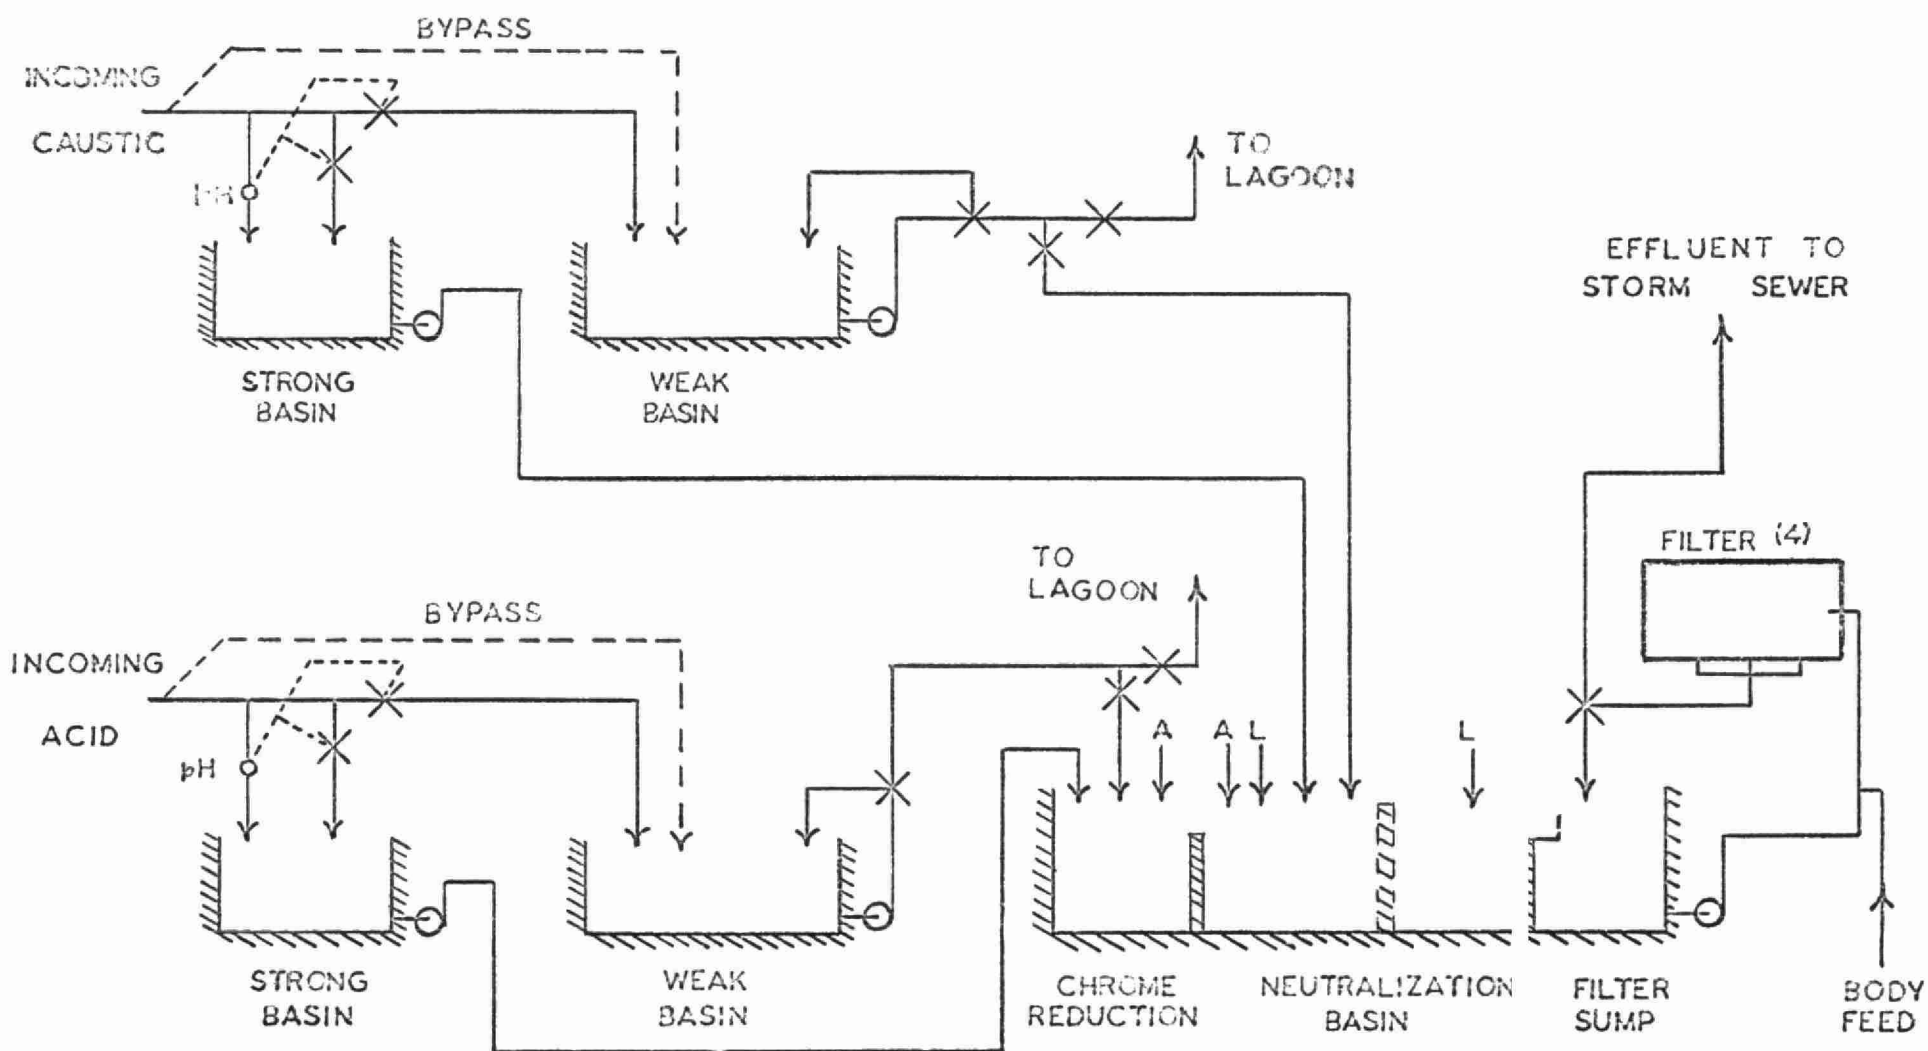 BYPASS
INCOMING
CAUSTIC
pH
TO
LAGOON
EFFLUENT TO
STORM SEWER
STRONG
BASIN
WEAK
BASIN
FILTER (4)
TO
LAGOON
BYPASS
INCOMING
ACID
pH
A
A
L
L
STRONG
BASIN
WEAK
BASIN
CHROME
REDUCTION
NEUTRALIZATION
BASIN
FILTER
SUMP
BODY
FEED